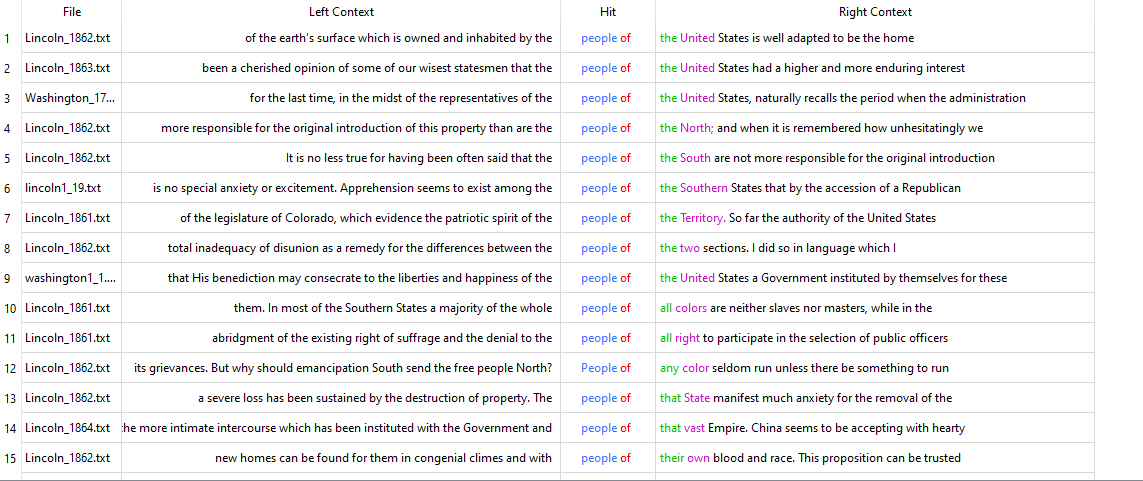 File Left Context Hit Right Context
1 Lincoln_1862.txt of the earth's surface which is owned and inhabited by the people of the United States is well adapted to be the home
2 Lincoln_1863.txt been a cherished opinion of some of our wisest statesmen that the people of the United States had a higher and more enduring interest
3 Washington_17... for the last time, in the midst of the representatives of the people of the United States, naturally recalls the period when the administration
4 Lincoln_1862.txt more responsible for the original introduction of this property than are the people of the North; and when it is remembered how unhesitatingly we
5 Lincoln_1862.txt It is no less true for having been often said that the people of the South are not more responsible for the original introduction
6 lincoln1_19.txt is no special anxiety or excitement. Apprehension seems to exist among the people of the Southern States that by the accession of a Republican
7 Lincoln_1861.txt of the legislature of Colorado, which evidence the patriotic spirit of the people of the Territory. So far the authority of the United States
8 Lincoln_1862.txt total inadequacy of disunion as a remedy for the differences between the people of the two sections. I did so in language which I
9 washington1_1.... that His benediction may consecrate to the liberties and happiness of the people of the United States a Government instituted by themselves for these
10 Lincoln_1861.txt them. In most of the Southern States a majority of the whole people of all colors are neither slaves nor masters, while in the
11 Lincoln_1861.txt abridgment of the existing right of suffrage and the denial to the people of all right to participate in the selection of public officers
12 Lincoln_1862.txt its grievances. But why should emancipation South send the free people North? People of any color seldom run unless there be something to run
13 Lincoln_1862.txt a severe loss has been sustained by the destruction of property. The people of that State manifest much anxiety for the removal of the
14 Lincoln_1864.txt the more intimate intercourse which has been instituted with the Government and people of that vast Empire. China seems to be accepting with hearty
15 Lincoln_1862.txt new homes can be found for them in congenial climes and with people of their own blood and race. This proposition can be trusted